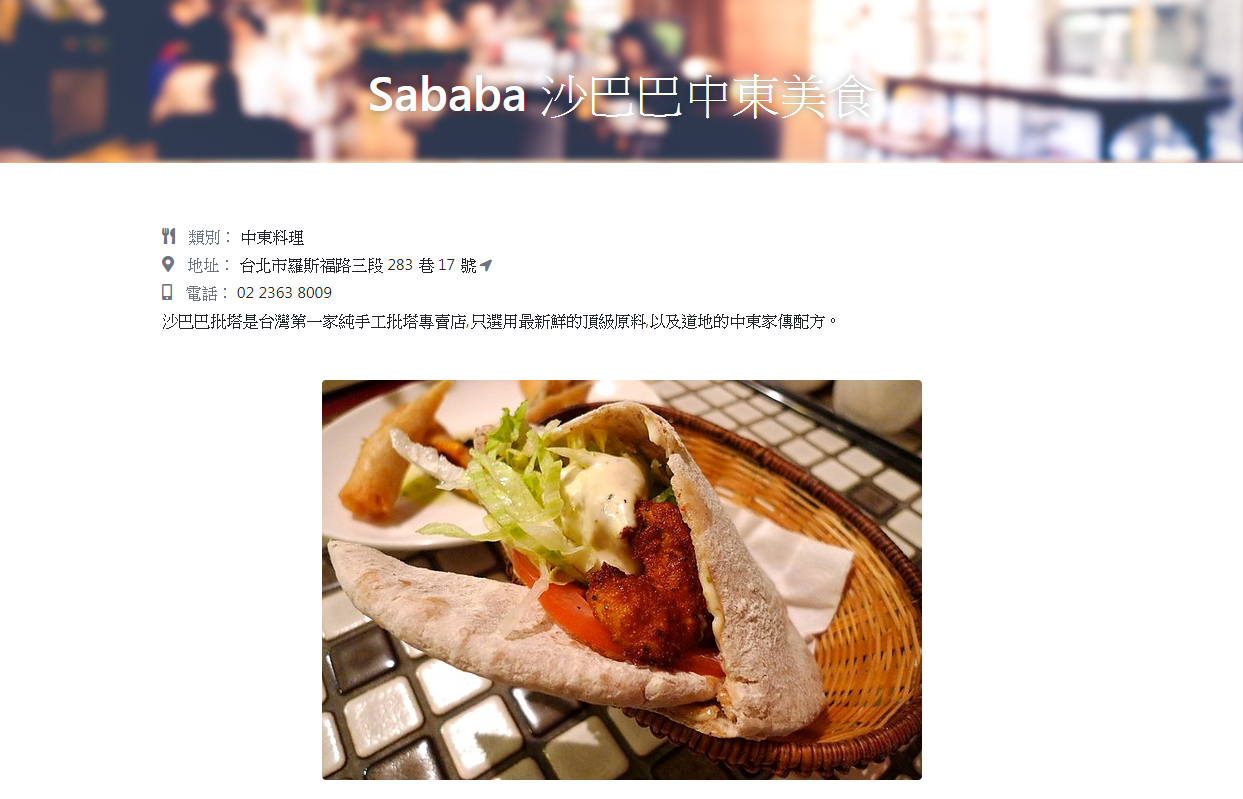 Sababa 沙巴巴中東美食
類別： 中東料理
地址： 台北市羅斯福路三段 283 巷 17 號
電話： 02 2363 8009
沙巴巴批塔是台灣第一家純手工批塔專賣店,只選用最新鮮的頂級原料,以及道地的中東家傳配方。